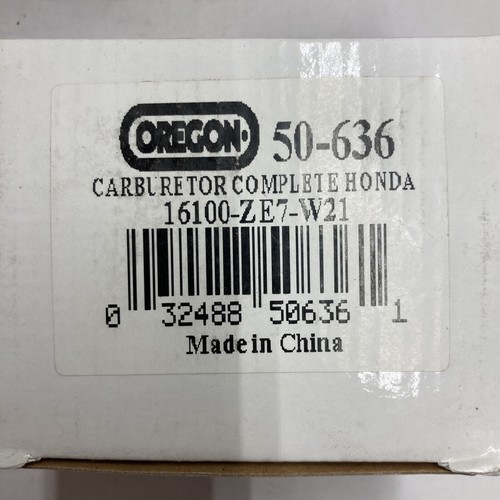 OREGON 50-636
CARBURETOR COMPLETE HONDA
16100-ZE7-W21
0 32488 50636 1
Made in China